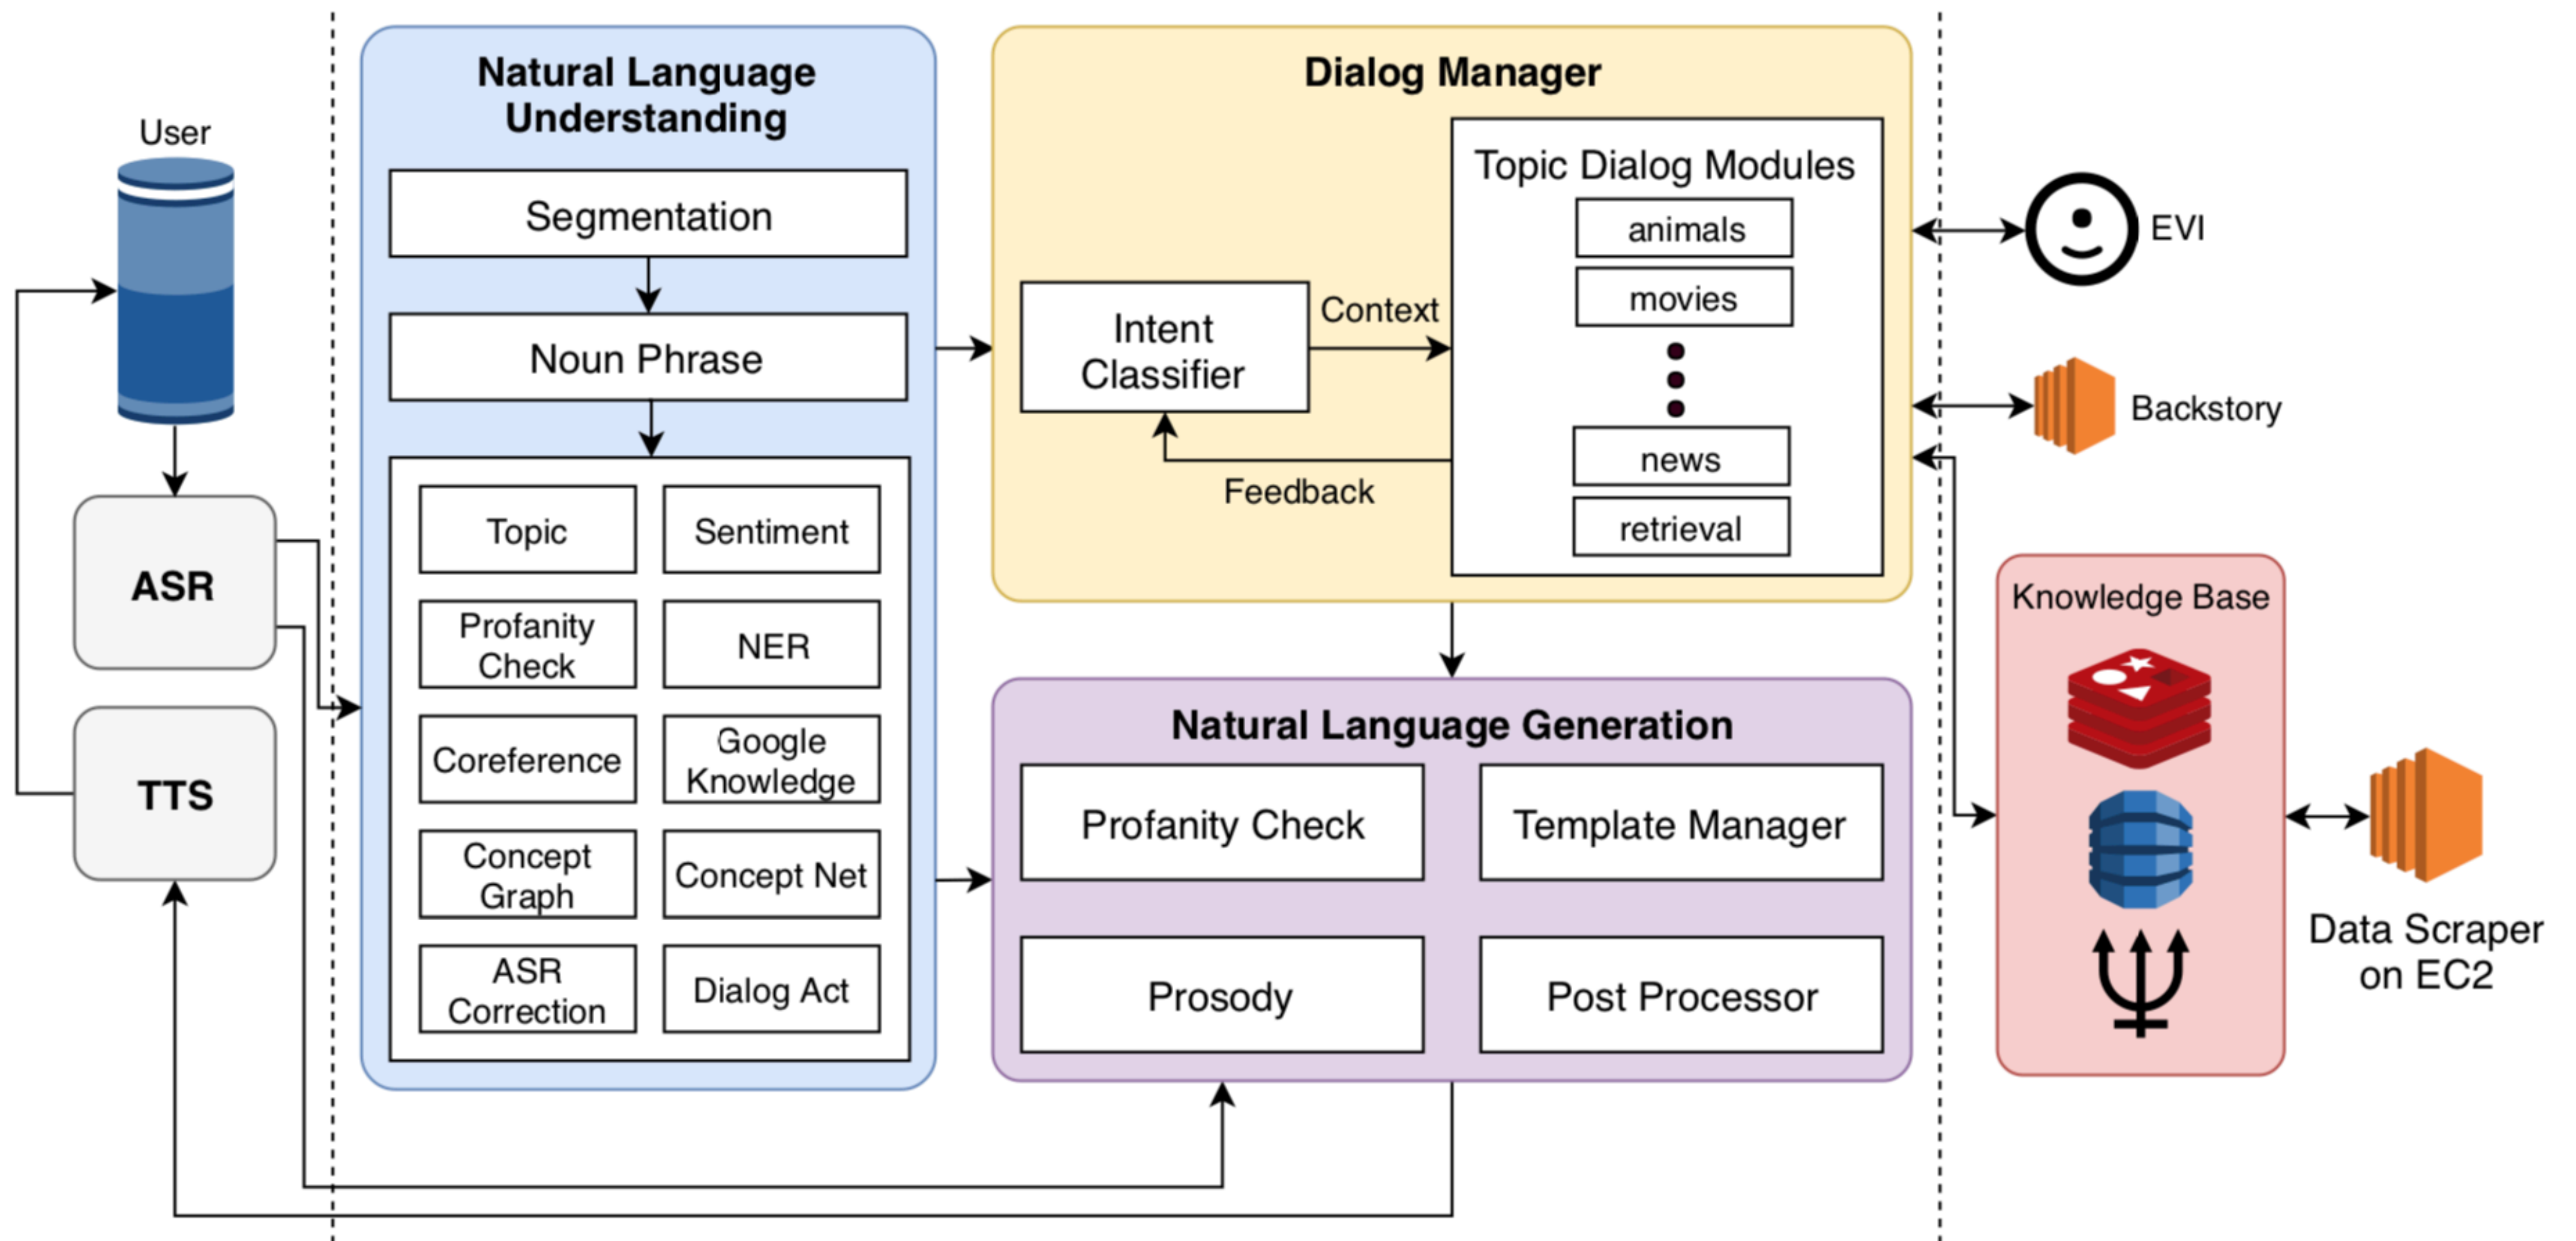 User
ASR
TTS
Natural Language
Understanding
Segmentation
Noun Phrase
Topic
Sentiment
Profanity
Check
NER
Coreference
Google
Knowledge
Concept
Graph
Concept Net
ASR
Correction
Dialog Act
Dialog Manager
Intent
Classifier
Context
Feedback
Topic Dialog Modules
animals
movies
news
retrieval
Natural Language Generation
Profanity Check
Template Manager
Prosody
Post Processor
EVI
Backstory
Knowledge Base
Data Scraper
on EC2